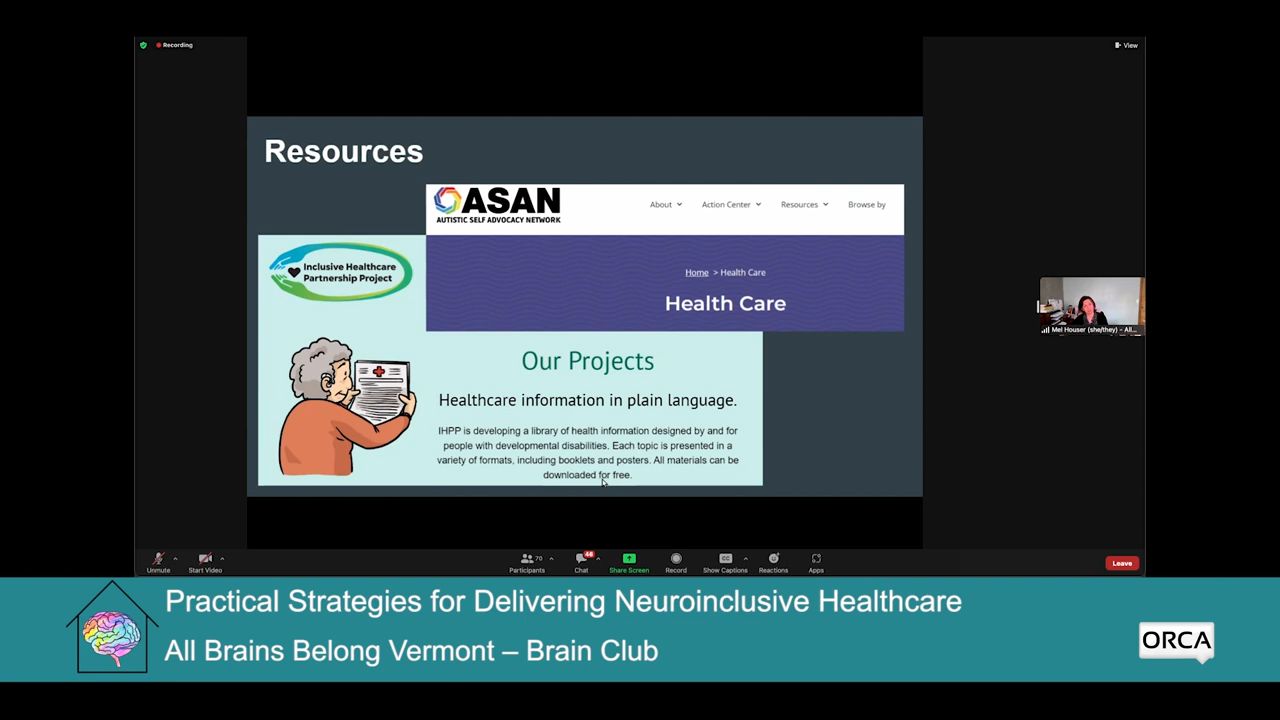 Recording
View
Resources
ASAN
AUTISTIC SELF ADVOCACY NETWORK
About
Action Center
Resources
Browse by
Inclusive Healthcare
Partnership Project
Home > Health Care
Health Care
Mel Houser (she/they) - All...
Our Projects
Healthcare information in plain language.
IHPP is developing a library of health information designed by and for
people with developmental disabilities. Each topic is presented in a
variety of formats, including booklets and posters. All materials can be
downloaded for free.
Unmute
Start Video
70
Participants
46
Chat
Share Screen
Record
CC
Show Captions
Reactions
Apps
Leave
Practical Strategies for Delivering Neuroinclusive Healthcare
All Brains Belong Vermont – Brain Club
ORCA